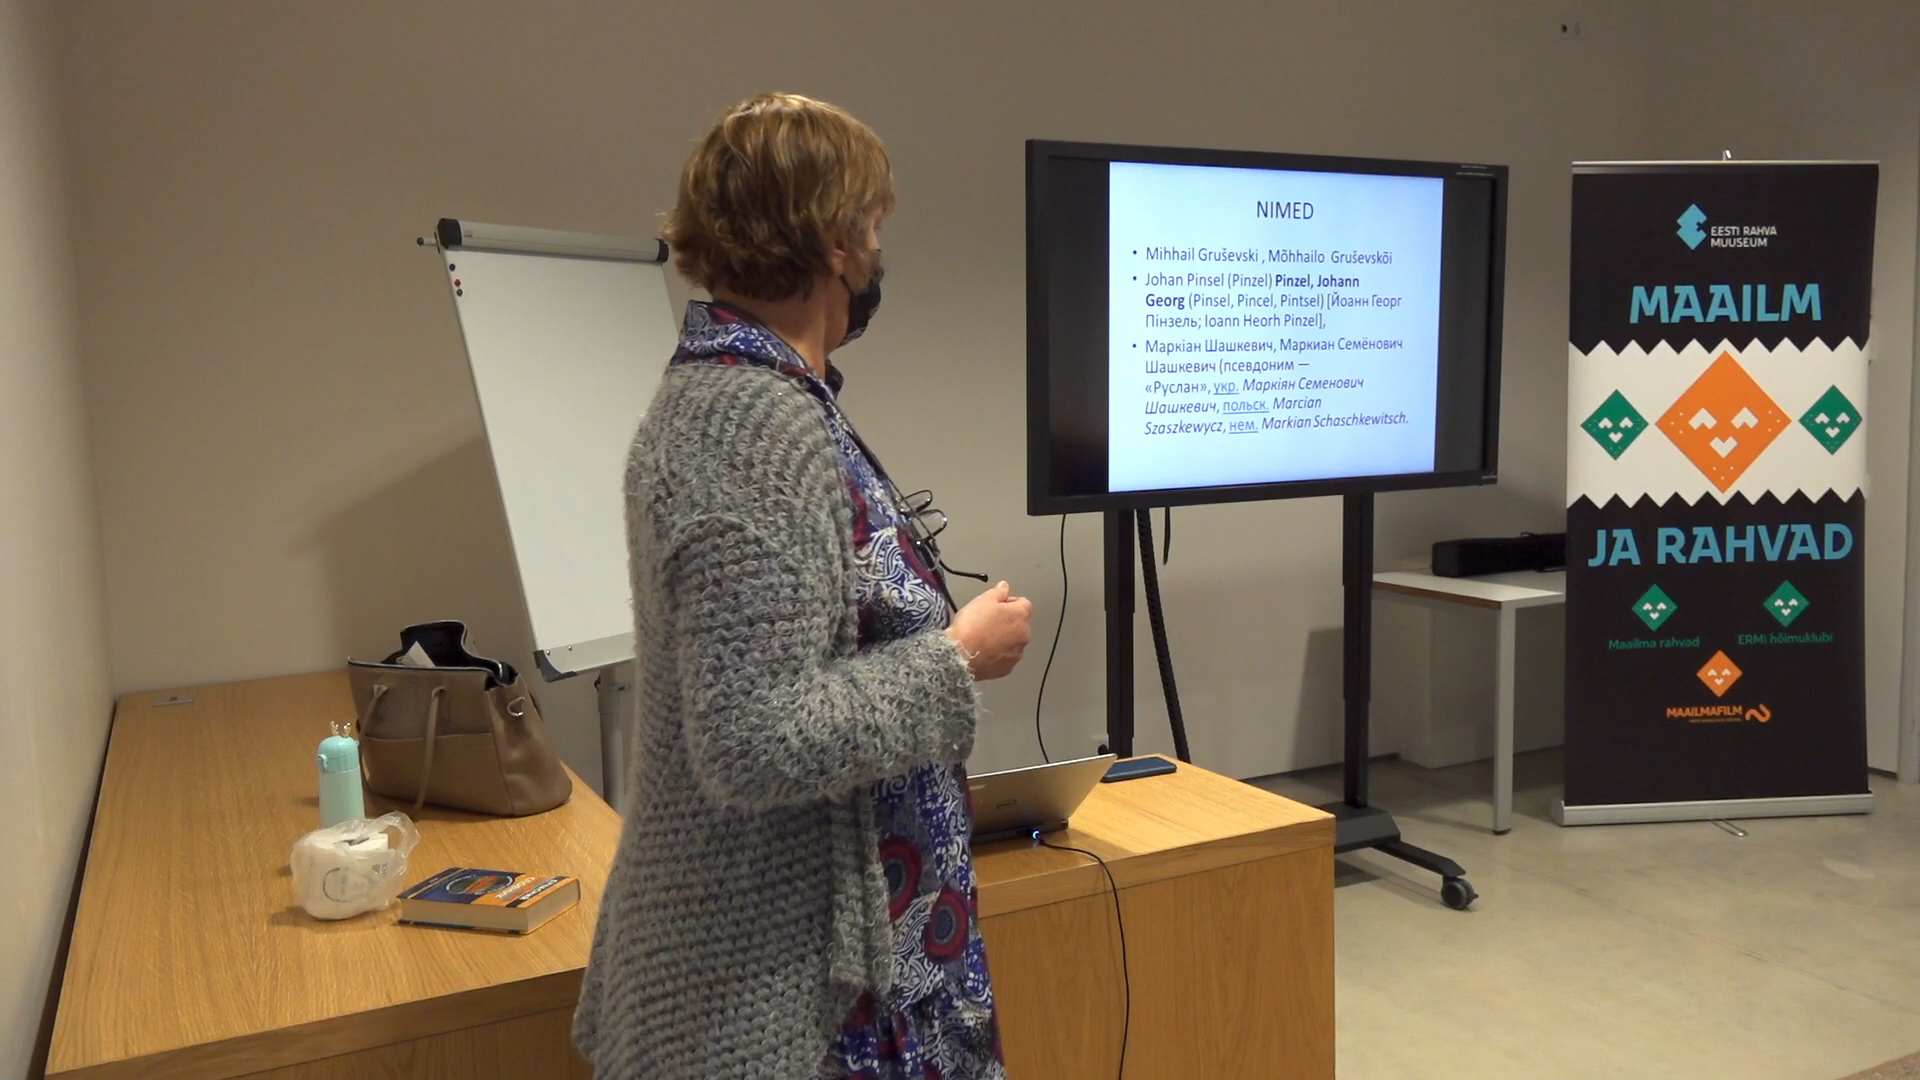 NIMED
• Mihhail Gruševski , Mõhhailo Gruševskõi
• Johan Pinsel (Pinzel) Pinzel, Johann
Georg (Pinsel, Pincel, Pintsel) [Йоанн Георг
Пінзель; Ioann Heorh Pinzel],
• Маркіан Шашкевич, Маркиан Семёнович
Шашкевич (псевдоним —
«Руслан», укр. Маркіян Семенович
Шашкевич, польск. Marcian
Szaszkewycz, нем. Markian Schaschkewitsch.
EESTI RAHVA
MUUSEUM
MAAILM
JA RAHVAD
Maailma rahvad
ERMi hõimuklubi
MAAILMAFILM